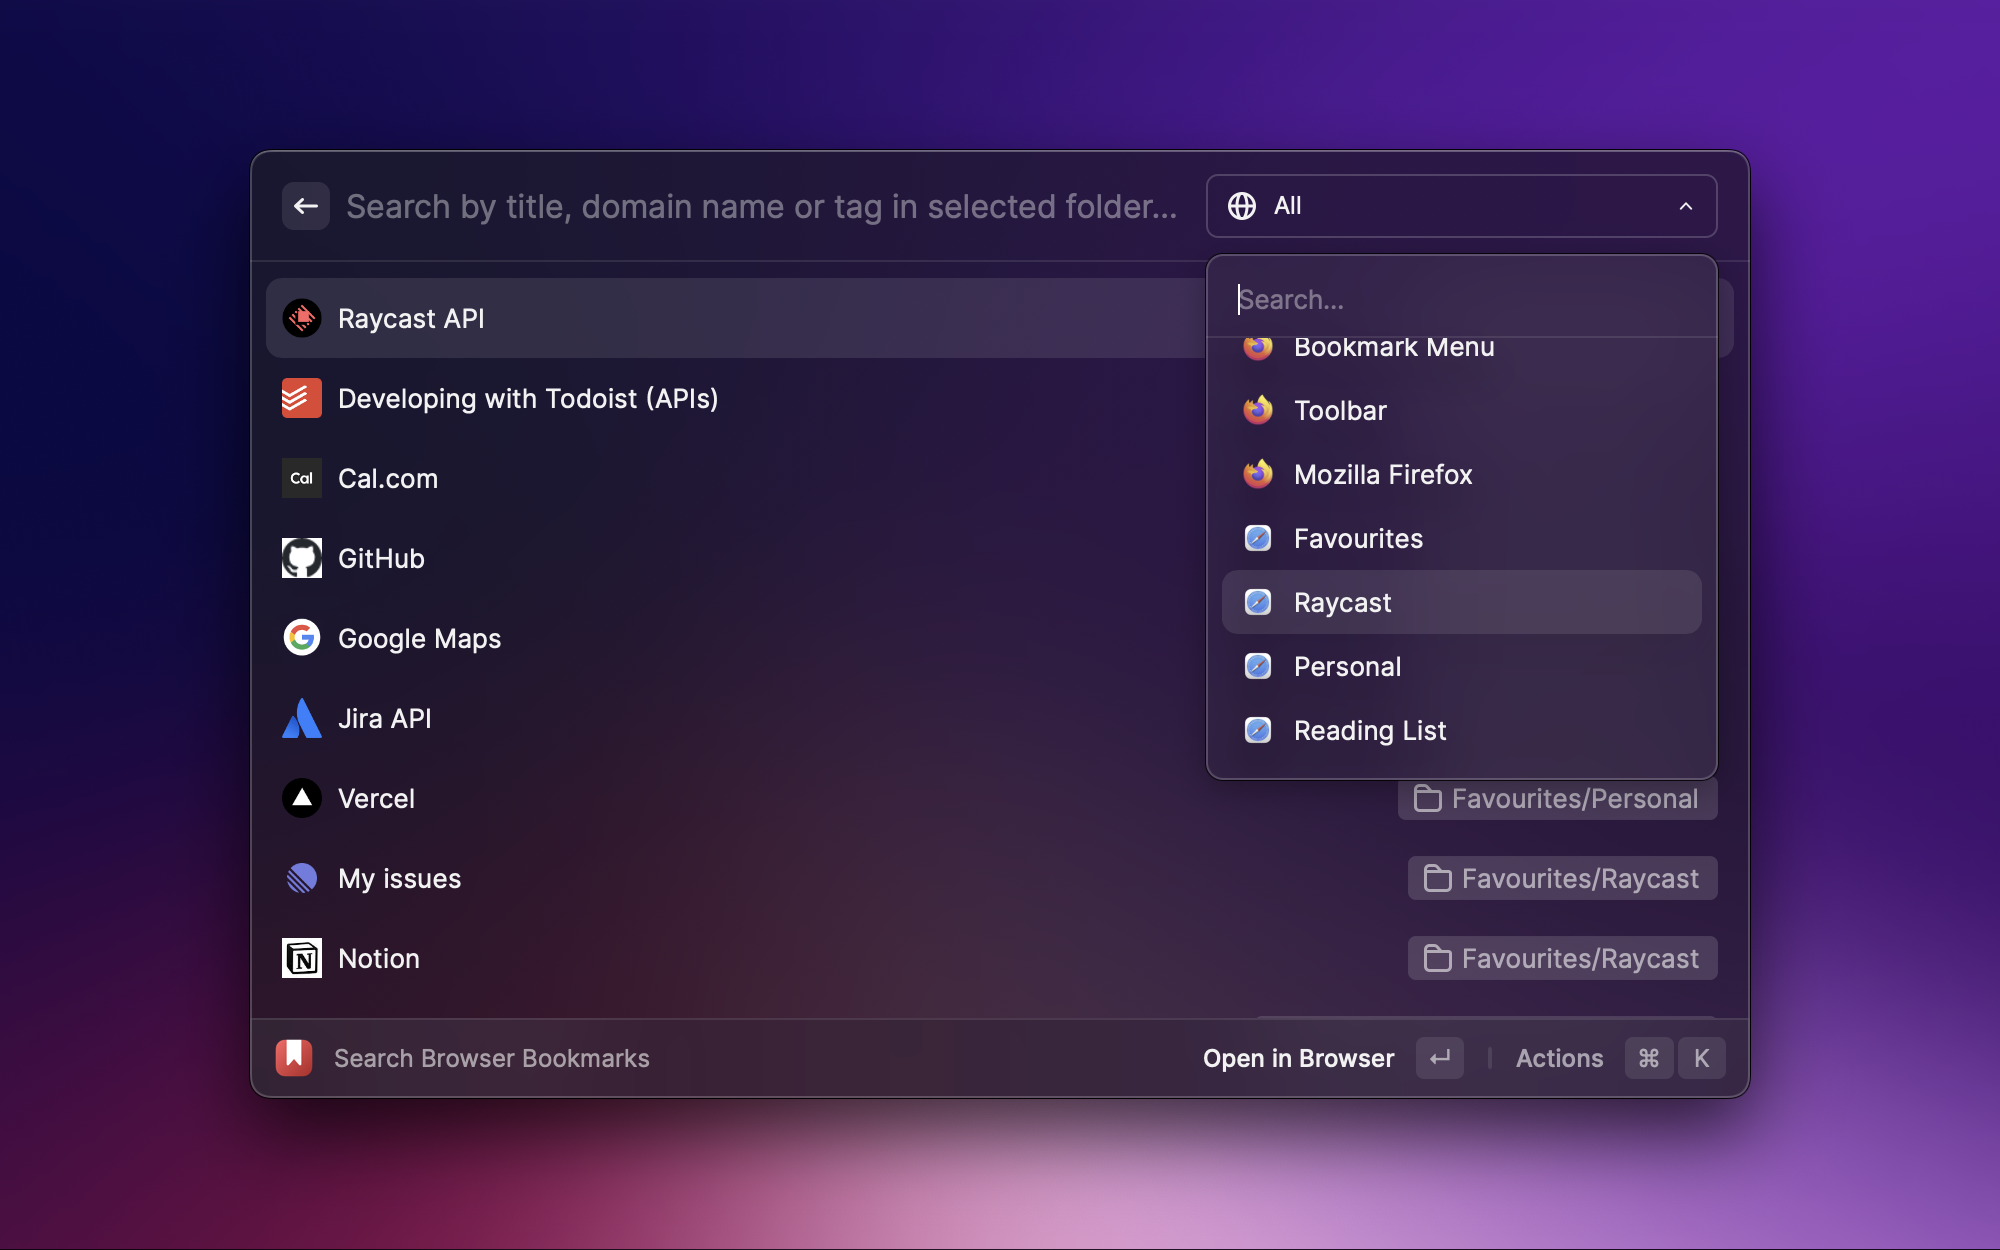 Search by title, domain name or tag in selected folder...
All
Search...
Bookmark Menu
Toolbar
Mozilla Firefox
Favourites
Raycast
Personal
Reading List
Raycast API
Developing with Todoist (APIs)
Cal
Cal.com
GitHub
Google Maps
Jira API
Vercel
Favourites/Personal
My issues
Favourites/Raycast
N
Notion
Favourites/Raycast
Search Browser Bookmarks
Open in Browser
Actions
⌘
K